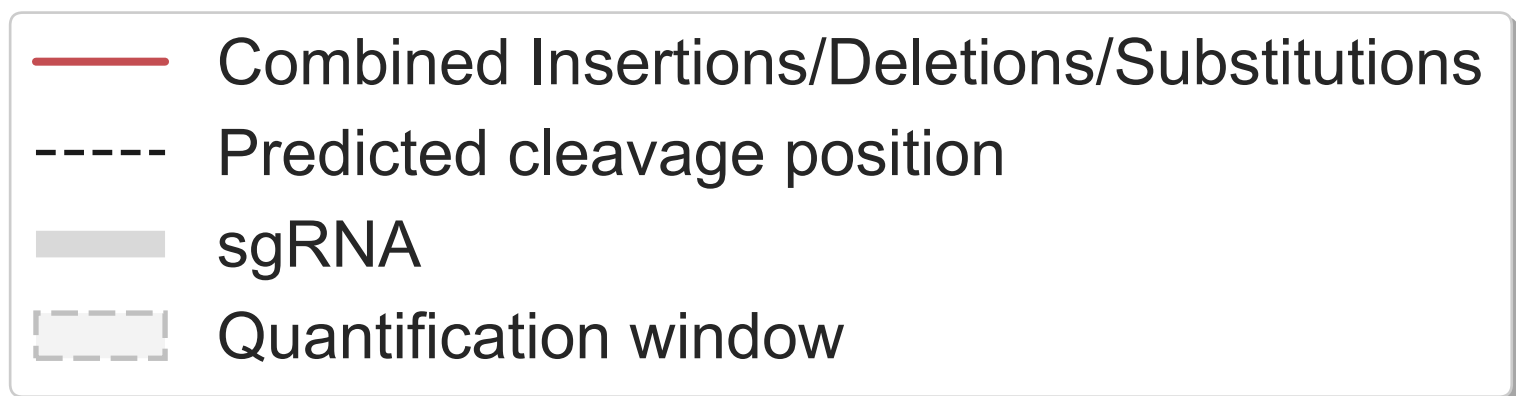 Combined Insertions/Deletions/Substitutions
Predicted cleavage position
sgRNA
Quantification window